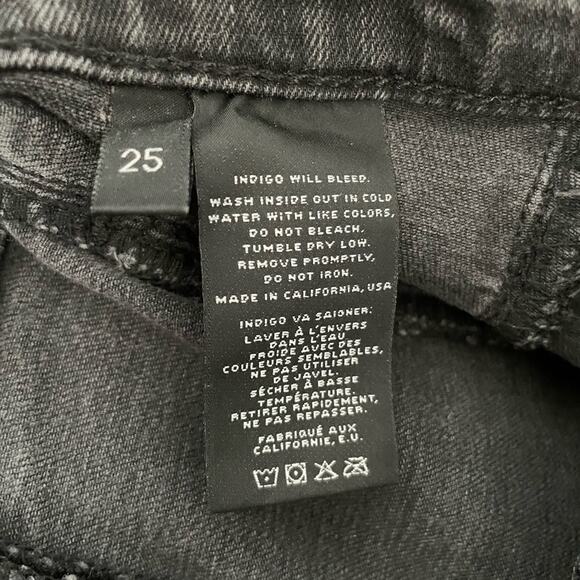 25
INDIGO WILL BLEED.
WASH INSIDE OUT IN COLD
WATER WITH LIKE COLORS,
DO NOT BLEACH.
TUMBLE DRY LOW.
REMOVE PROMPTLY,
DO NOT IRON.
MADE IN CALIFORNIA, USA
INDIGO VA SAIGNER:
LAVER À L'ENVERS
DANS L'EAU
FROIDE AVEC DES
COULEURS SEMBLABLES,
NE PAS UTILISER
DE JAVEL.
SÉCHER À BASSE
TEMPÉRATURE.
RETIRER RAPIDEMENT,
NE PAS REPASSER.
FABRIQUÉ AUX
CALIFORNIE, E.U.